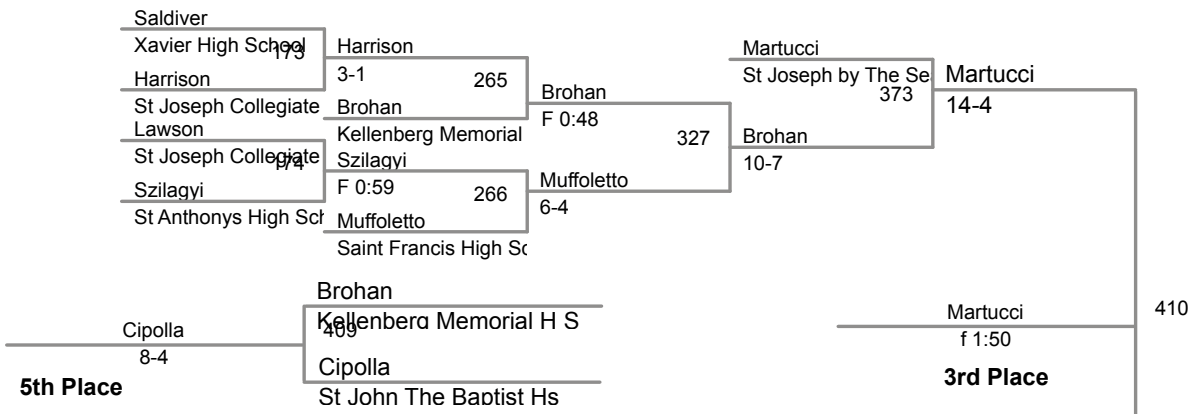 Saldiver
Xavier High School
173
Harrison
St Joseph Collegiate
Lawson
St Joseph Collegiate
174
Szilagyi
St Anthonys High Sch
Harrison
3-1
265
Brohan
Kellenberg Memorial
Szilagyi
F 0:59
266
Muffoletto
Saint Francis High Sc
Brohan
F 0:48
327
Muffoletto
6-4
Martucci
St Joseph by The Se
373
Brohan
10-7
Martucci
14-4
410
Brohan
Kellenberg Memorial H S
409
Cipolla
St John The Baptist Hs
Cipolla
8-4
5th Place
Martucci
f 1:50
3rd Place